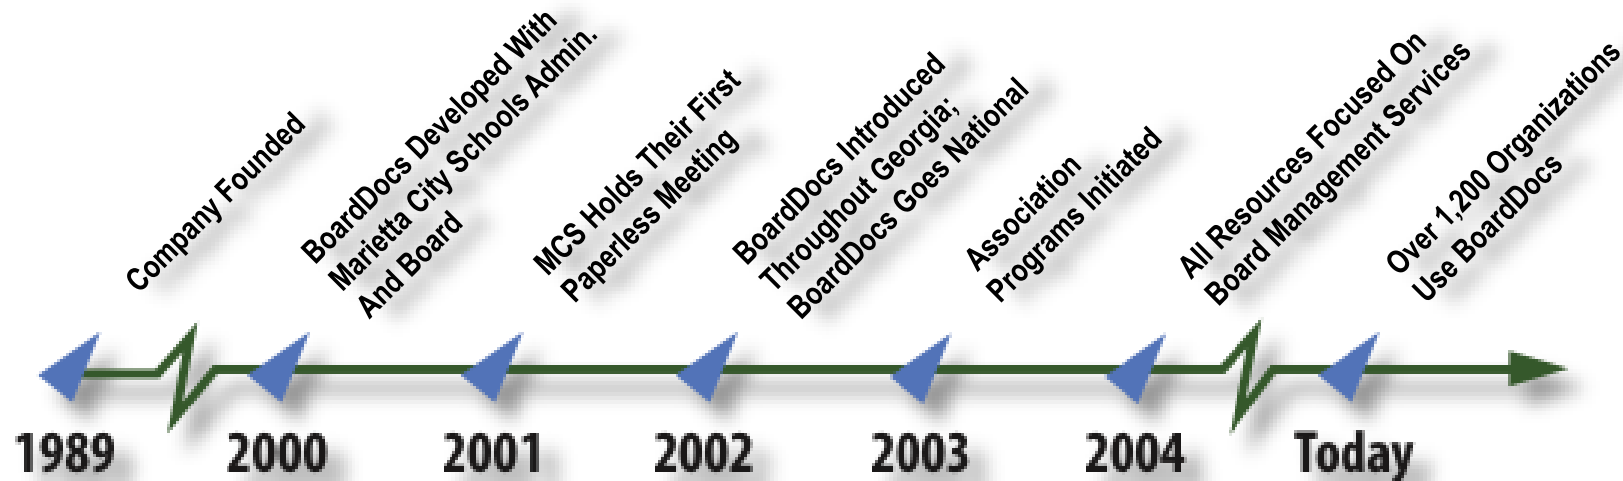 Company Founded
BoardDocs Developed With
Marietta City Schools Admin.
And Board
MCS Holds Their First
Paperless Meeting
BoardDocs Introduced
Throughout Georgia;
BoardDocs Goes National
Association
Programs Initiated
All Resources Focused On
Board Management Services
Over 1,200 Organizations
Use BoardDocs
1989
2000
2001
2002
2003
2004
Today